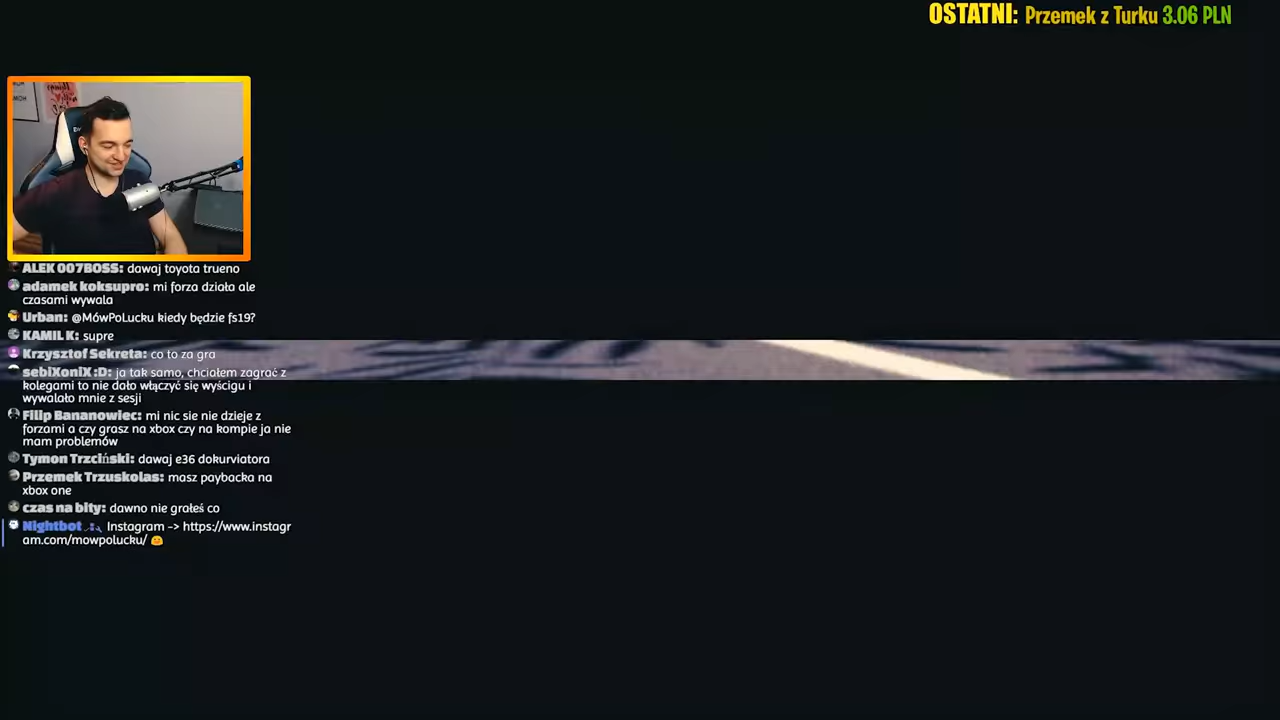 OSTATNI: Przemek z Turku 3.06 PLN
ALEK 007BOSS: dawaj toyota trueno
adamek koksupro: mi forza działa ale
czasami wywala
Urban: @MówPoLucku kiedy będzie fs19?
KAMIL K: supre
Krzysztof Sekreta: co to za gra
sebiXoniX :D: ja tak samo, chciałem zagrać z
kolegami to nie dało włączyć się wyścigu i
wywalało mnie z sesji
Filip Bananowiec: mi nic sie nie dzieje z
forzami a czy grasz na xbox czy na kompie ja nie
mam problemów
Tymon Trzciński: dawaj e36 dokurviatora
Przemek Trzuskolas: masz paybacka na
xbox one
czas na bity: dawno nie grałeś co
Nightbot Instagram -> https://www.instagr
am.com/mowpolucku/